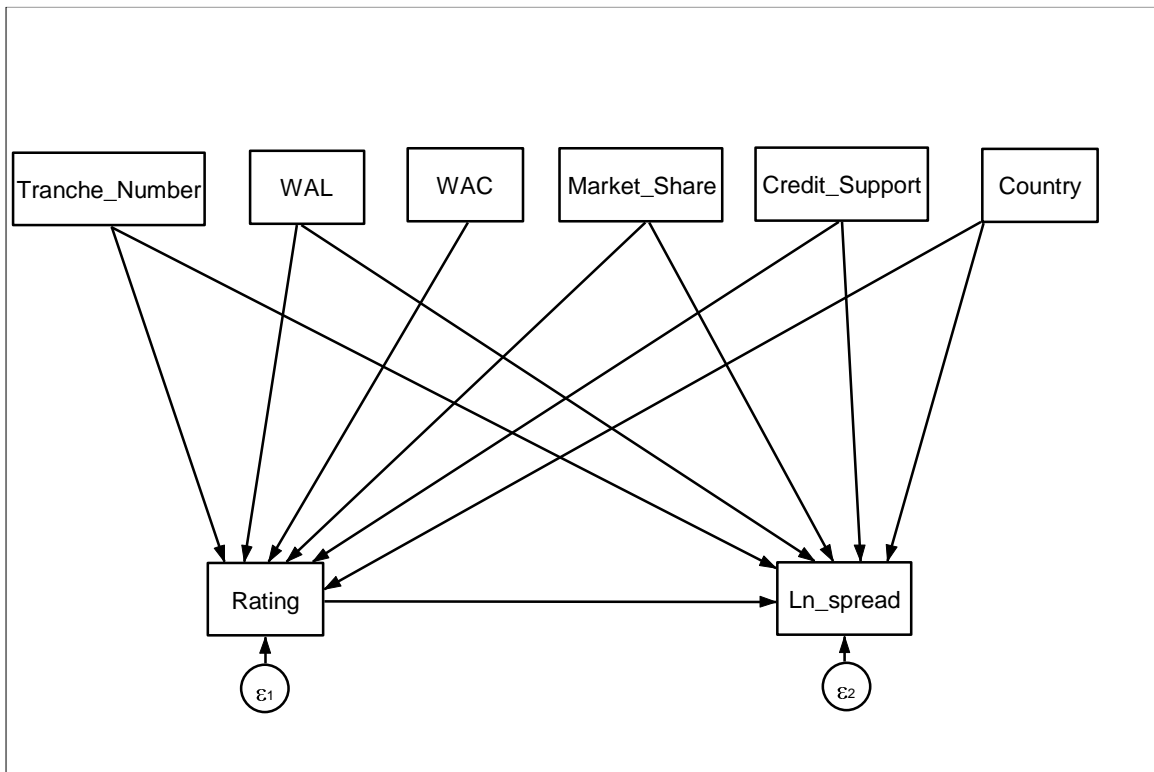 Tranche_Number
WAL
WAC
Market_Share
Credit_Support
Country
Rating
Ln_spread
ε1
ε2